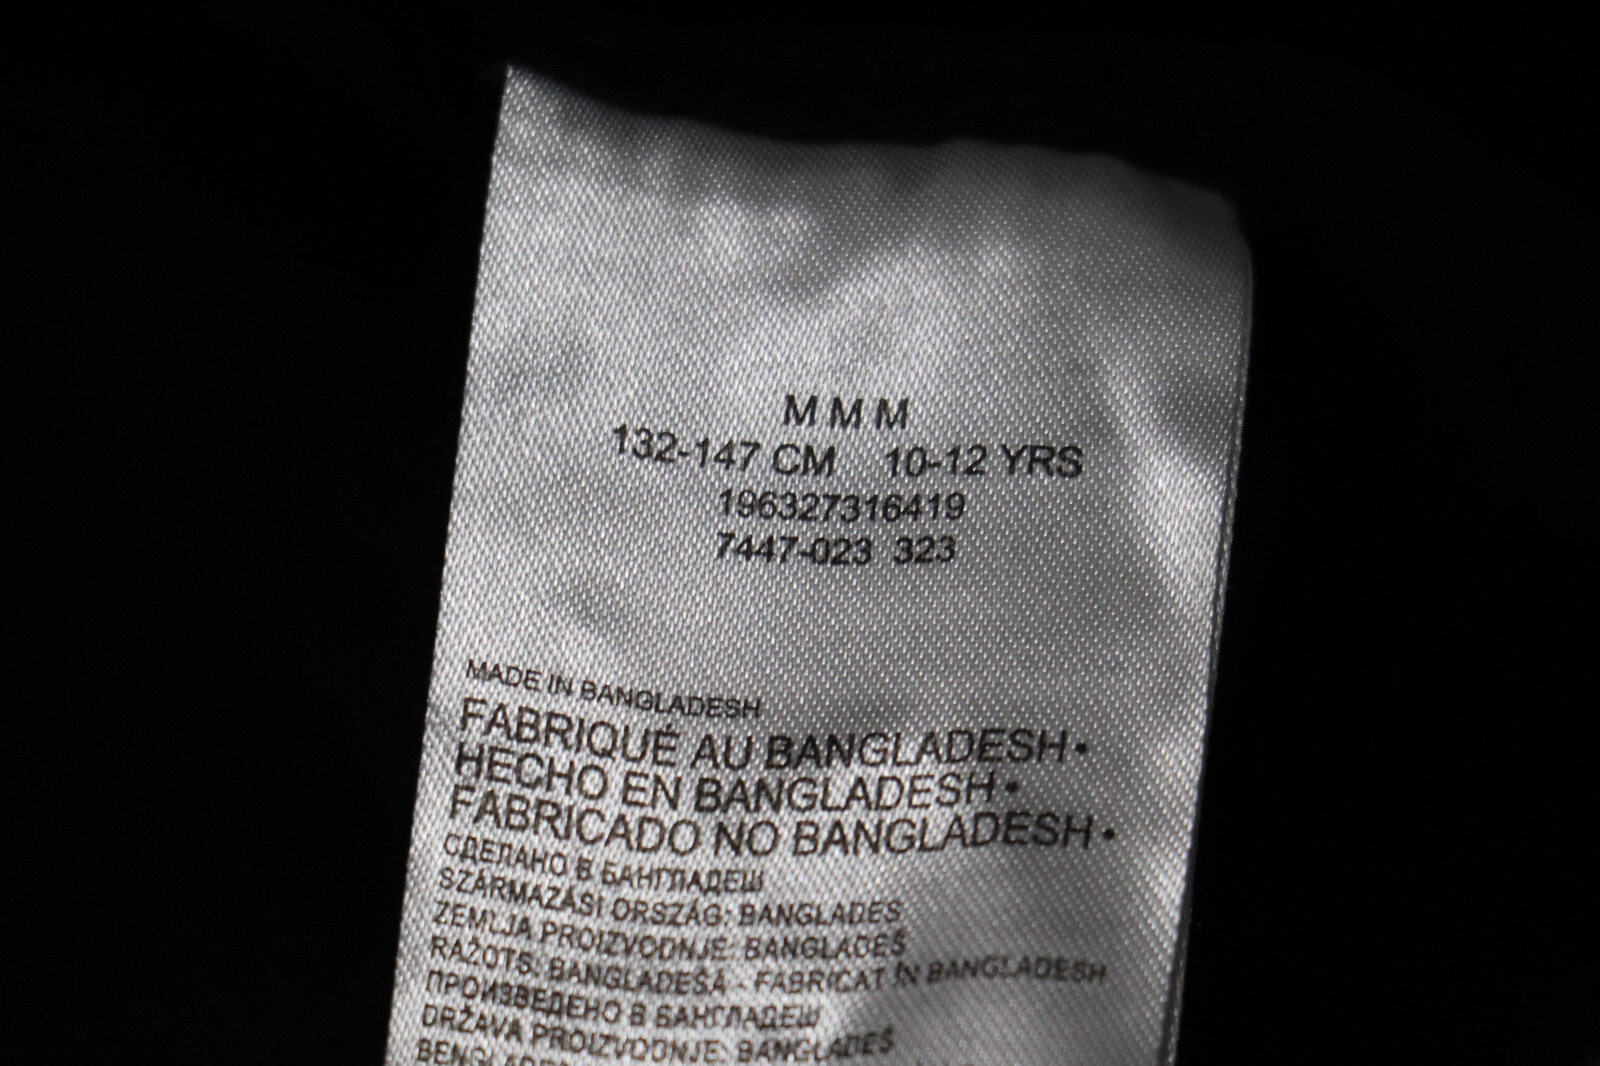 M M M
132-147 CM 10-12 YRS
196327316419
7447-023 323
MADE IN BANGLADESH
FABRIQUÉ AU BANGLADESH •
HECHO EN BANGLADESH •
FABRICADO NO BANGLADESH •
СДЕЛАНО В БАНГЛАДЕШ
SZÁRMAZÁSI ORSZÁG: BANGLADES
ZEMLJA PROIZVODNJE: BANGLADEŠ
RAŽOTS: BANGLADEŠĀ - FABRICAT ÎN BANGLADESH
ПРОИЗВЕДЕНО В БАНГЛАДЕШ
DRŽAVA PROIZVODNJE: BANGLADEŠ